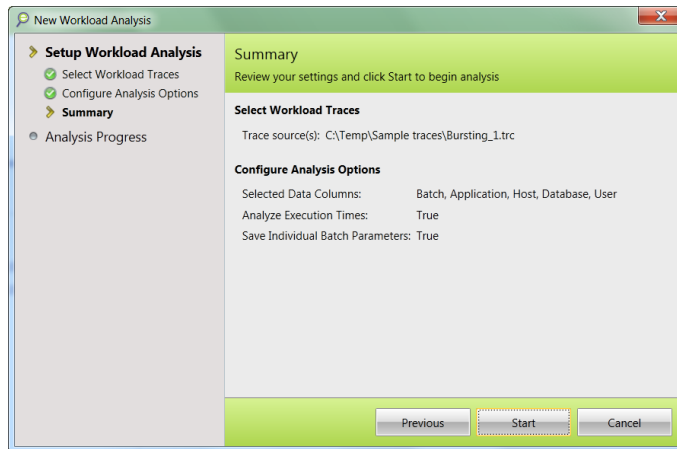 New Workload Analysis
Setup Workload Analysis
Select Workload Traces
Configure Analysis Options
Summary
Analysis Progress
Summary
Review your settings and click Start to begin analysis
Select Workload Traces
Trace source(s): C:\Temp\Sample traces\Bursting_1.trc
Configure Analysis Options
Selected Data Columns: Batch, Application, Host, Database, User
Analyze Execution Times: True
Save Individual Batch Parameters: True
Previous Start Cancel